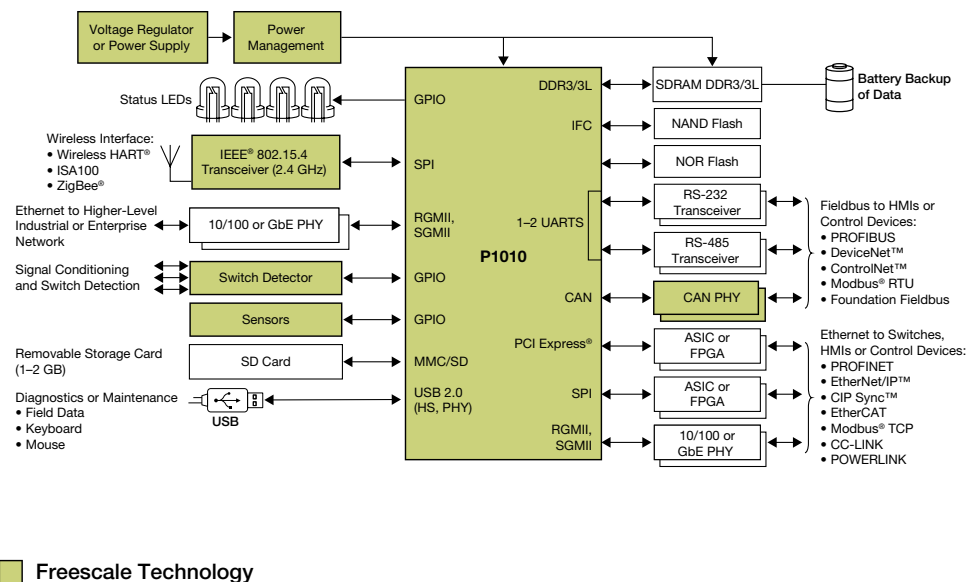 Voltage Regulator
or Power Supply
Power
Management
Status LEDs
GPIO
DDR3/3L
SDRAM DDR3/3L
Battery Backup
of Data
Wireless Interface:
• Wireless HART®
• ISA100
• ZigBee®
IEEE® 802.15.4
Transceiver (2.4 GHz)
SPI
IFC
NAND Flash
NOR Flash
Ethernet to Higher-Level
Industrial or Enterprise
Network
10/100 or GbE PHY
RGMII,
SGMII
1–2 UARTS
RS-232
Transceiver
RS-485
Transceiver
P1010
Fieldbus to HMIs or
Control Devices:
• PROFIBUS
• DeviceNet™
• ControlNet™
• Modbus® RTU
• Foundation Fieldbus
Signal Conditioning
and Switch Detection
Switch Detector
GPIO
CAN
CAN PHY
Sensors
GPIO
Removable Storage Card
(1–2 GB)
SD Card
MMC/SD
PCI Express®
ASIC or
FPGA
Diagnostics or Maintenance
• Field Data
• Keyboard
• Mouse
USB
USB 2.0
(HS, PHY)
SPI
ASIC or
FPGA
RGMII,
SGMII
10/100 or
GbE PHY
Ethernet to Switches,
HMIs or Control Devices:
• PROFINET
• EtherNet/IP™
• CIP Sync™
• EtherCAT
• Modbus® TCP
• CC-LINK
• POWERLINK
Freescale Technology